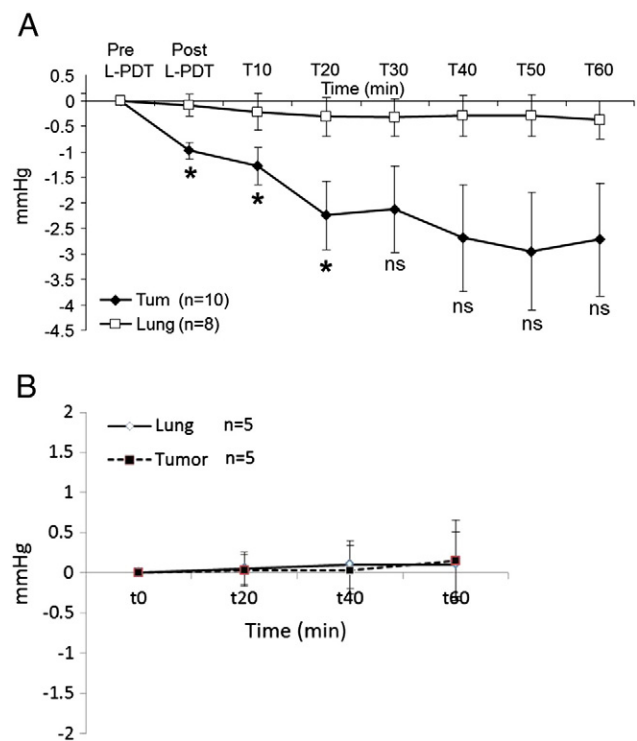 A
Pre L-PDT
Post L-PDT
T10
T20
T30
T40
T50
T60
Time (min)
0.5
0
-0.5
-1
-1.5
-2
-2.5
-3
-3.5
-4
-4.5
mmHg
*
*
*
ns
ns
ns
ns
Tum (n=10)
Lung (n=8)
B
2
1.5
1
0.5
0
-0.5
-1
-1.5
-2
mmHg
Lung n=5
Tumor n=5
t0
t20
t40
t60
Time (min)